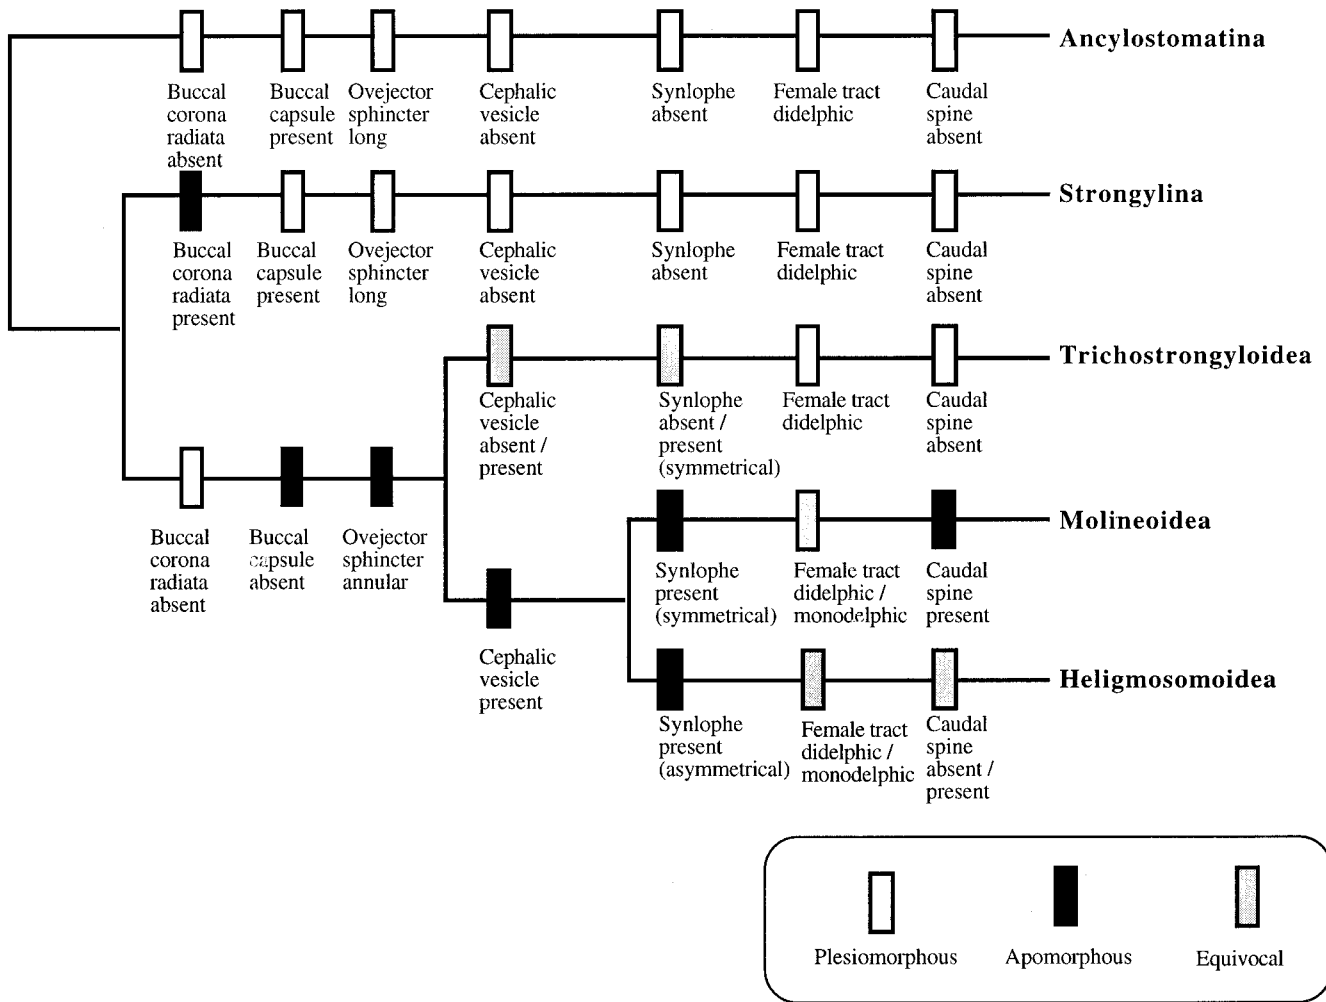 Ancylostomatina
Buccal
corona
radiata
absent
Buccal
capsule
present
Ovejector
sphincter
long
Cephalic
vesicle
absent
Synlophe
absent
Female tract
didelphic
Caudal
spine
absent
Strongylina
Buccal
corona
radiata
present
Buccal
capsule
present
Ovejector
sphincter
long
Cephalic
vesicle
absent
Synlophe
absent
Female tract
didelphic
Caudal
spine
absent
Trichostrongyloidea
Cephalic
vesicle
absent /
present
Synlophe
absent /
present
(symmetrical)
Female tract
didelphic
Caudal
spine
absent
Buccal
corona
radiata
absent
Buccal
capsule
absent
Ovejector
sphincter
annular
Molineoidea
Synlophe
present
(symmetrical)
Female tract
didelphic /
monodelphic
Caudal
spine
present
Cephalic
vesicle
present
Heligmosomoidea
Synlophe
present
(asymmetrical)
Female tract
didelphic /
monodelphic
Caudal
spine
absent /
present
Plesiomorphous
Apomorphous
Equivocal